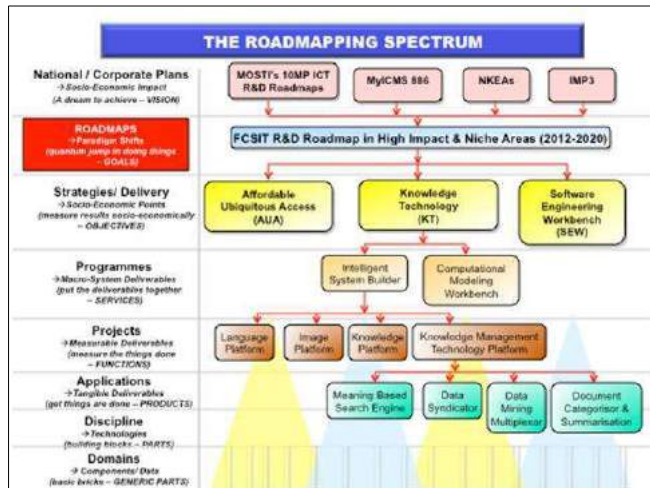 THE ROADMAPPING SPECTRUM
National / Corporate Plans
→Socio-Economic Impact
(A dream to achieve – VISION)
MOSTI's 10MP ICT
R&D Roadmaps
MyICMS 886
NKEAs
IMP3
ROADMAPS
→Paradigm Shifts
(quantum jump in doing things
– GOALS)
FCSIT R&D Roadmap in High Impact & Niche Areas (2012-2020)
Strategies/ Delivery
→Socio-Economic Points
(measure results socio-economically
– OBJECTIVES)
Affordable
Ubiquitous Access
(AUA)
Knowledge
Technology
(KT)
Software
Engineering
Workbench
(SEW)
Programmes
→Macro-System Deliverables
(put the deliverables together
– SERVICES)
Intelligent
System Builder
Computational
Modeling
Workbench
Projects
→Measurable Deliverables
(measure the things done
– FUNCTIONS)
Language
Platform
Image
Platform
Knowledge
Platform
Knowledge Management
Technology Platform
Applications
→Tangible Deliverables
(get things are done – PRODUCTS)
Meaning Based
Search Engine
Data
Syndicator
Data
Mining
Multiplexar
Document
Categorisor &
Summarisation
Discipline
→Technologies
(building blocks – PARTS)
Domains
→Components/ Data
(basic bricks – GENERIC PARTS)